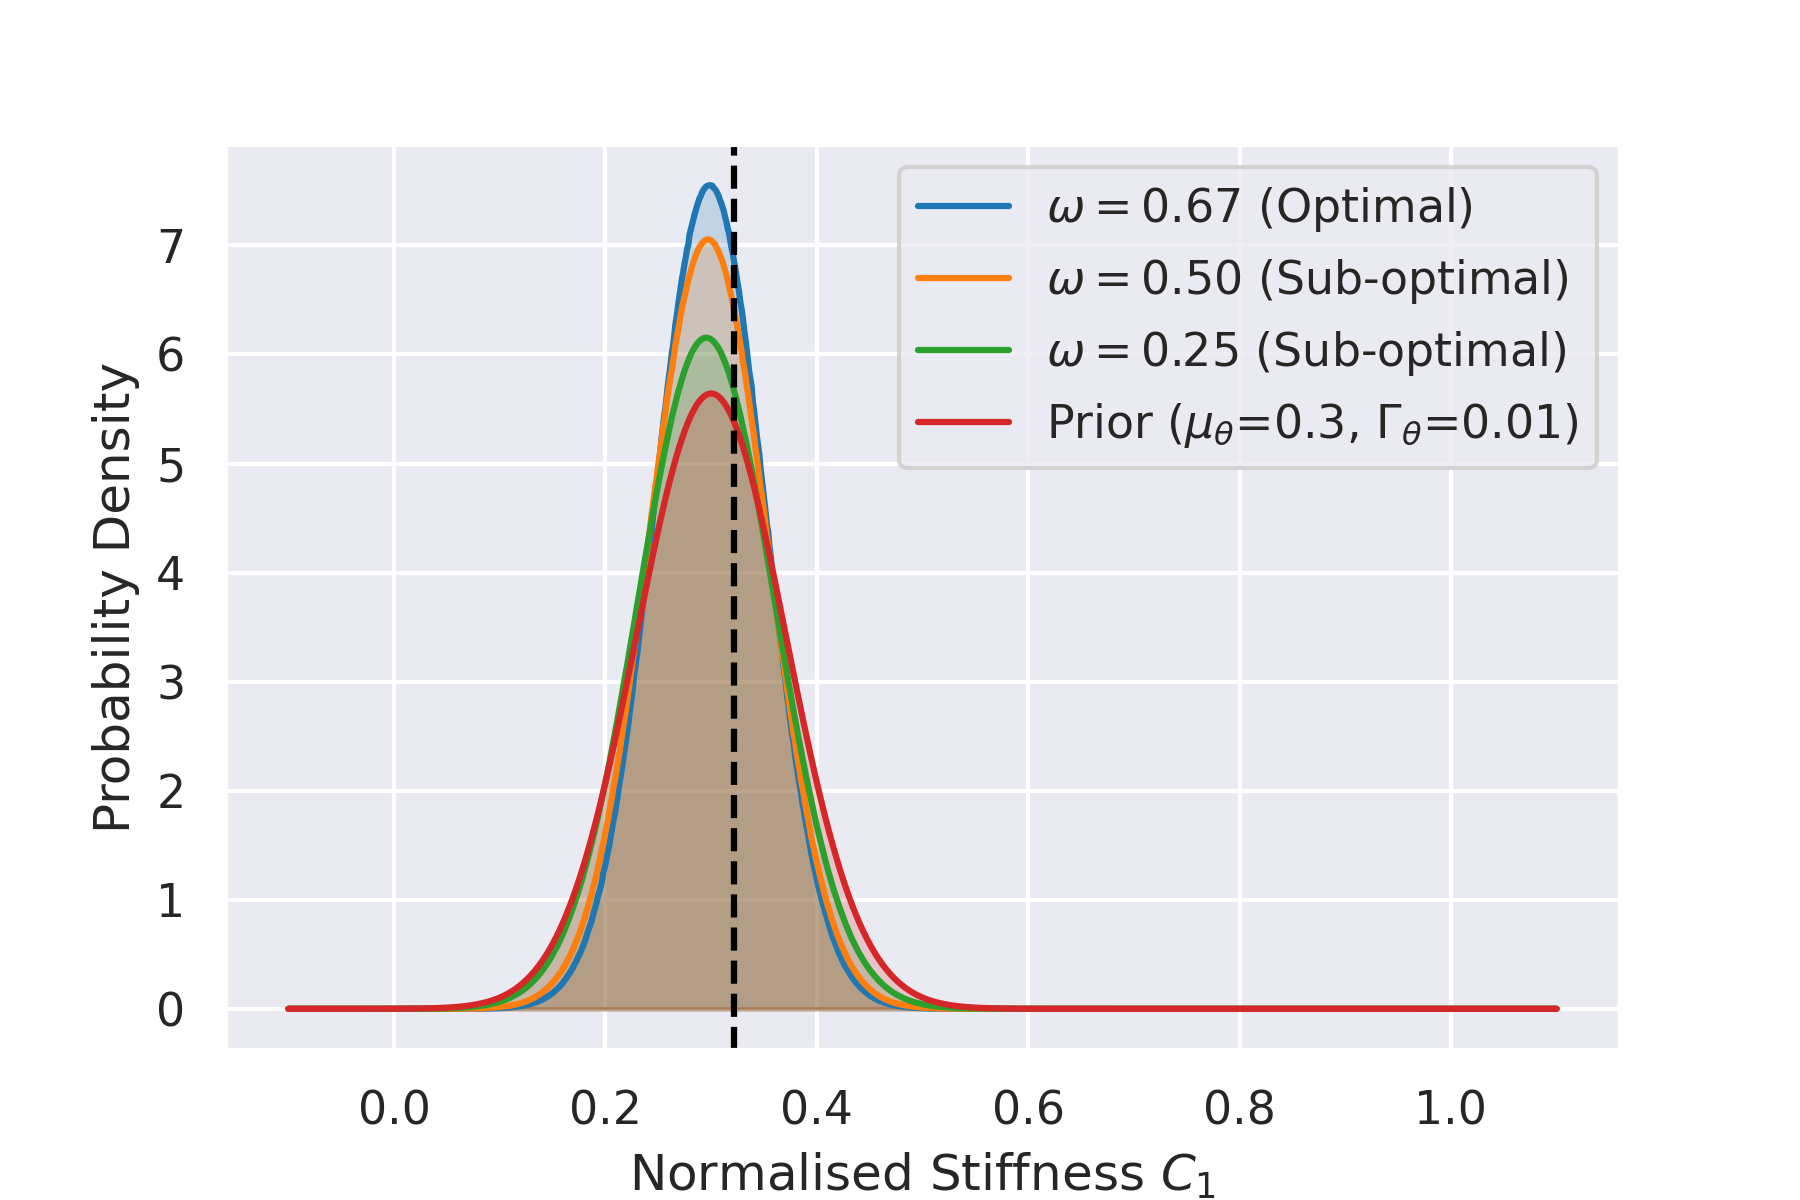 ω = 0.67 (Optimal)
ω = 0.50 (Sub-optimal)
ω = 0.25 (Sub-optimal)
Prior (μθ=0.3, Γθ=0.01)
Probability Density
7
6
5
4
3
2
1
0
0.0 0.2 0.4 0.6 0.8 1.0
Normalised Stiffness C1